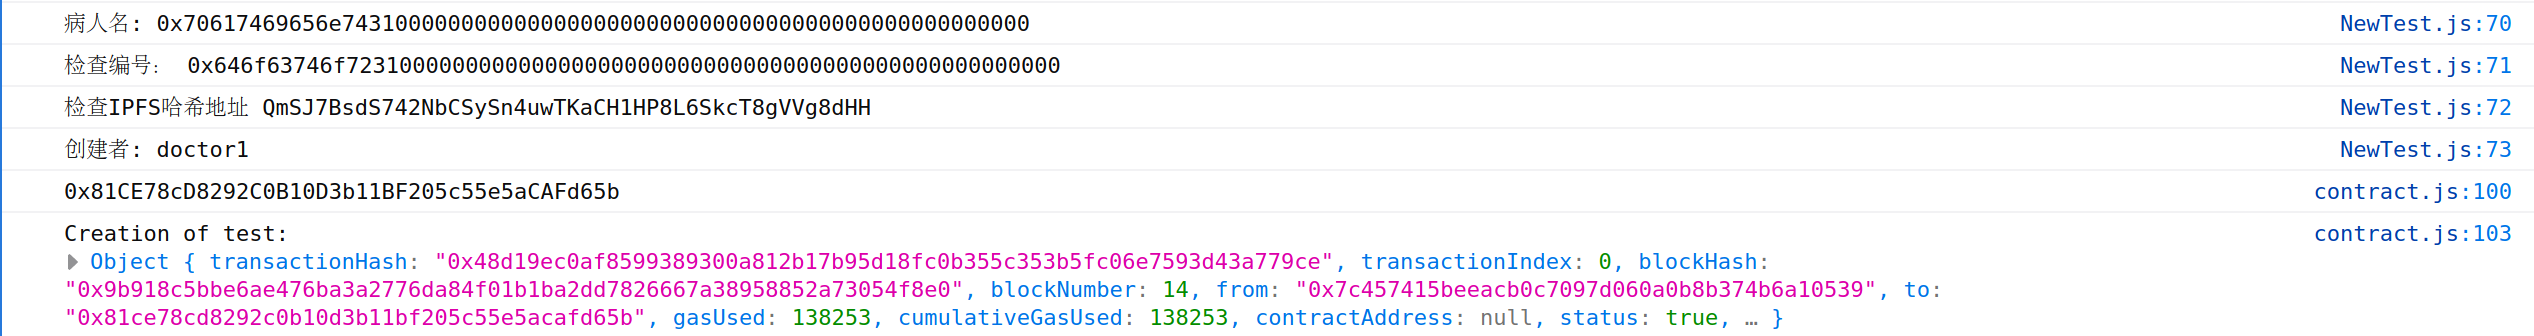 病人名: 0x70617469656e7431000000000000000000000000000000000000000000000000 NewTest.js:70
检查编号： 0x646f63746f723100000000000000000000000000000000000000000000000000 NewTest.js:71
检查IPFS哈希地址 QmSJ7BsdS742NbCSySn4uwTKaCH1HP8L6SkcT8gVVg8dHH NewTest.js:72
创建者: doctor1 NewTest.js:73
0x81CE78cD8292C0B10D3b11BF205c55e5aCAFd65b contract.js:100
Creation of test: contract.js:103
Object { transactionHash: "0x48d19ec0af8599389300a812b17b95d18fc0b355c353b5fc06e7593d43a779ce", transactionIndex: 0, blockHash:
"0x9b918c5bbe6ae476ba3a2776da84f01b1ba2dd7826667a38958852a73054f8e0", blockNumber: 14, from: "0x7c457415beeacb0c7097d060a0b8b374b6a10539", to:
"0x81ce78cd8292c0b10d3b11bf205c55e5acafd65b", gasUsed: 138253, cumulativeGasUsed: 138253, contractAddress: null, status: true, … }